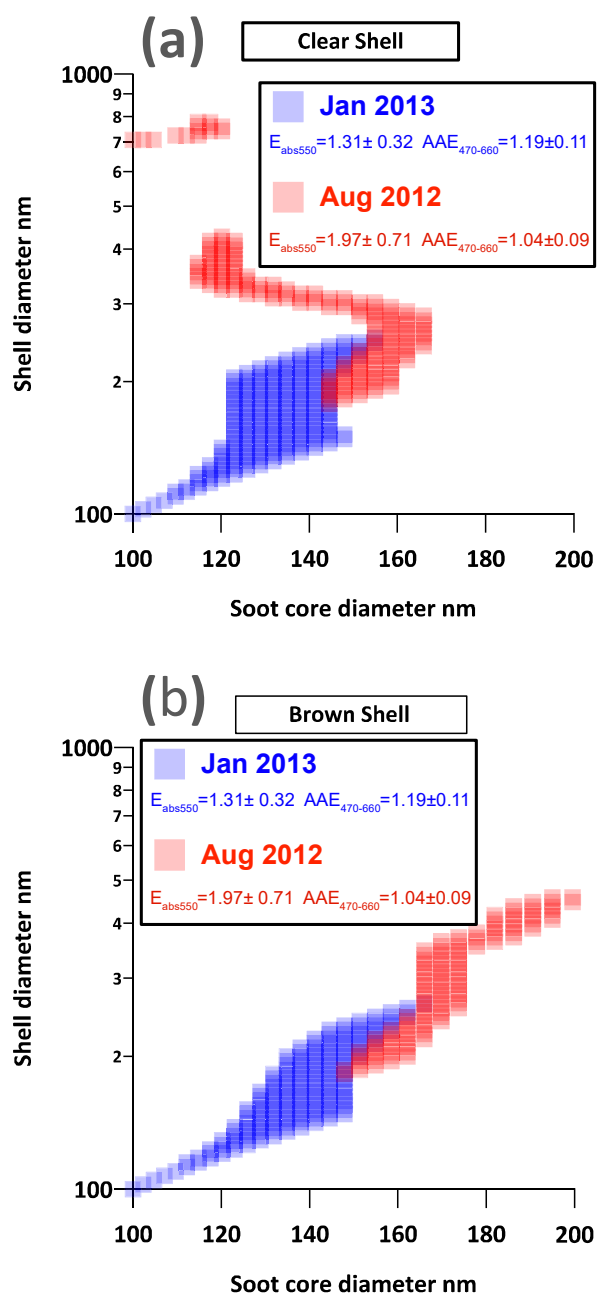 (a)
Clear Shell
1000
9
8
7
6
5
4
3
2
100
Shell diameter nm
Jan 2013
Eabs550=1.31± 0.32 AAE470-660=1.19±0.11
Aug 2012
Eabs550=1.97± 0.71 AAE470-660=1.04±0.09
100 120 140 160 180 200
Soot core diameter nm
(b)
Brown Shell
1000
9
8
7
6
5
4
3
2
100
Shell diameter nm
Jan 2013
Eabs550=1.31± 0.32 AAE470-660=1.19±0.11
Aug 2012
Eabs550=1.97± 0.71 AAE470-660=1.04±0.09
100 120 140 160 180 200
Soot core diameter nm